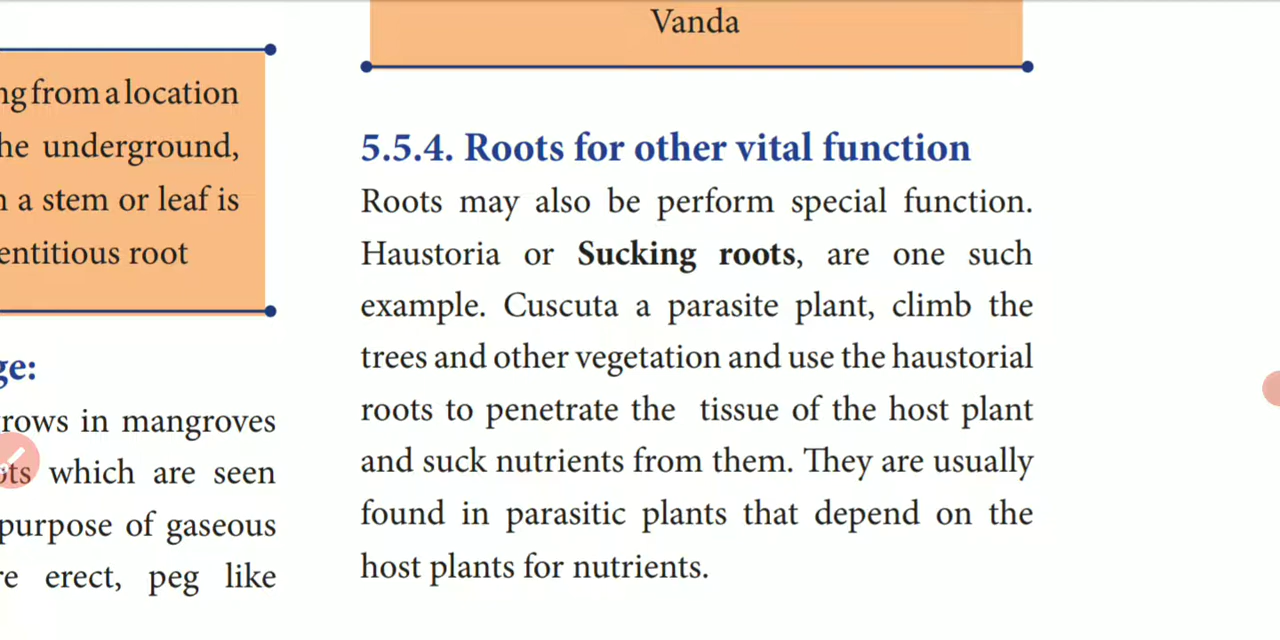 ng from a location
he underground,
a stem or leaf is
entitious root
ge:
rows in mangroves
ots which are seen
purpose of gaseous
re erect, peg like
Vanda
5.5.4. Roots for other vital function
Roots may also be perform special function.
Haustoria or Sucking roots, are one such
example. Cuscuta a parasite plant, climb the
trees and other vegetation and use the haustorial
roots to penetrate the tissue of the host plant
and suck nutrients from them. They are usually
found in parasitic plants that depend on the
host plants for nutrients.